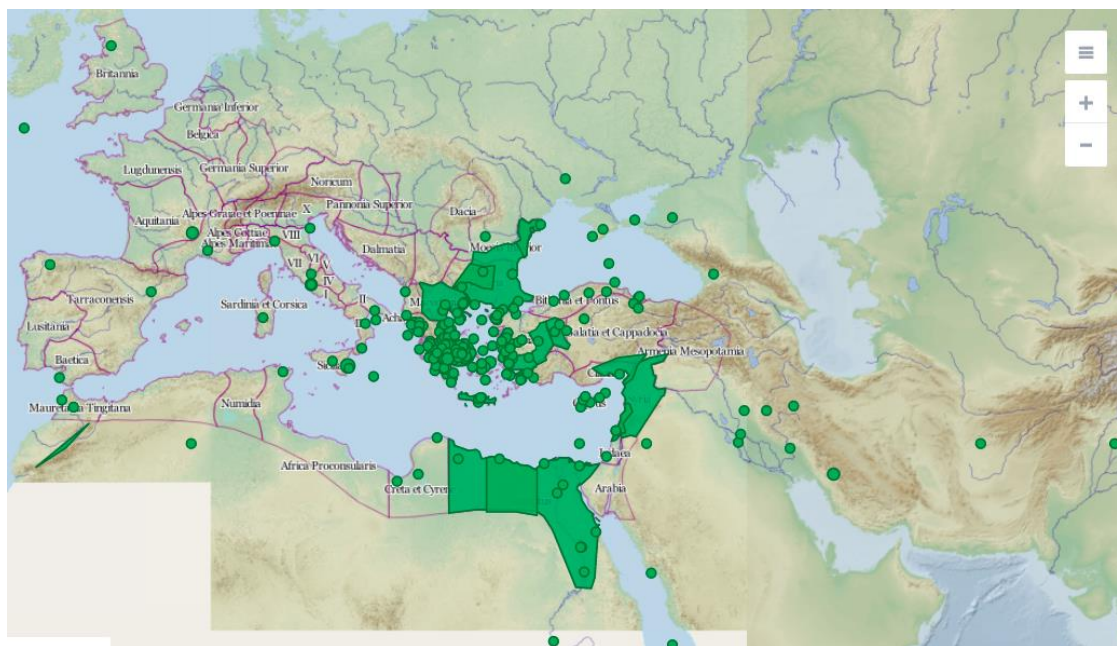 Britannia
Germania Inferior
Belgica
Lugdunensis
Germania Superior
Noricum
Pannonia Superior
Aquitania
Alpes Graiae et Poeninae
X
Dacia
Alpes Cottiae
VIII
Alpes Maritimae
Dalmatia
VI
VII
V
IV
I
II
Tarraconensis
Sardinia et Corsica
Lusitania
Baetica
Bithynia et Pontus
Galatia et Cappadocia
Armenia Mesopotamia
Mauretania Tingitana
Numidia
Africa Proconsularis
Creta et Cyrene
Arabia
+
-